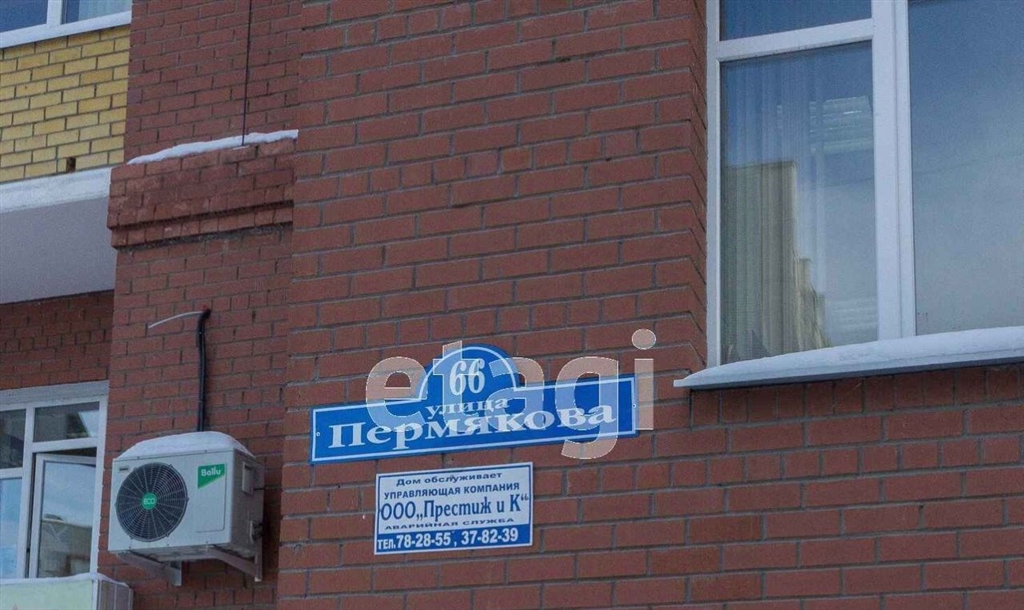 66
улица
Пермякова
etagi
Дом обслуживает
УПРАВЛЯЮЩАЯ КОМПАНИЯ
ООО„Престиж и К“
АВАРИЙНАЯ СЛУЖБА
ТЕЛ. 78-28-55, 37-82-39
Ballu
ECO